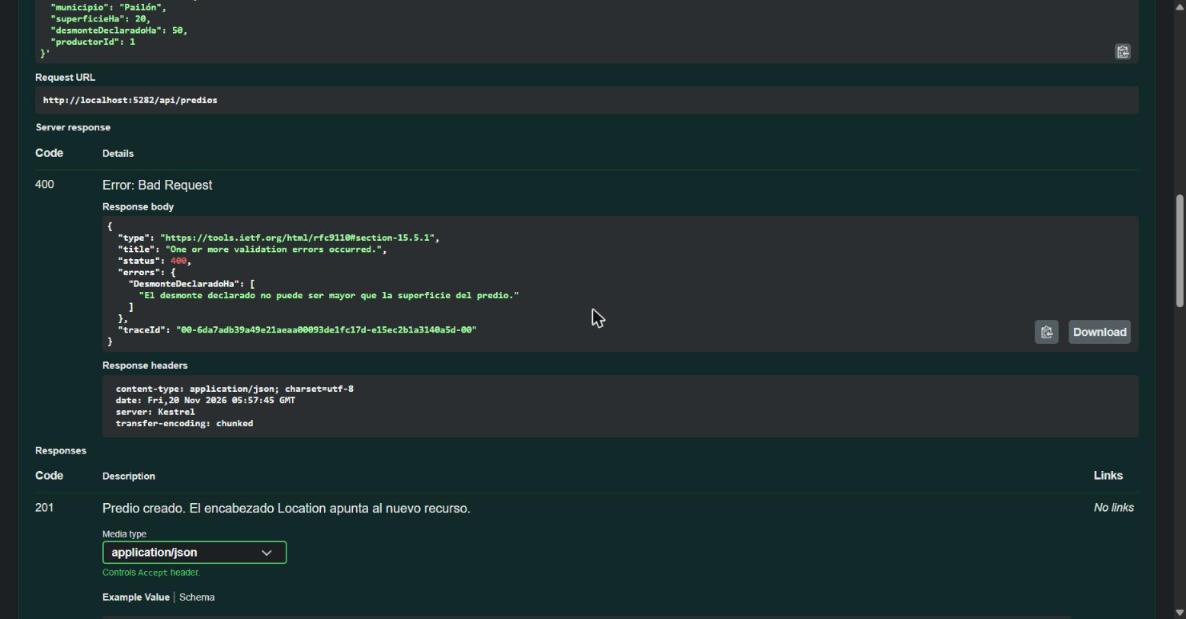 "municipio": "Pailón",
"superficieHa": 20,
"desmonteDeclaradoHa": 50,
"productorId": 1
}'
Request URL
http://localhost:5282/api/predios
Server response
Code Details
400 Error: Bad Request
Response body
{
"type": "https://tools.ietf.org/html/rfc9110#section-15.5.1",
"title": "One or more validation errors occurred.",
"status": 400,
"errors": {
"DesmonteDeclaradoHa": [
"El desmonte declarado no puede ser mayor que la superficie del predio."
]
},
"traceId": "00-6da7adb39a49e21aeaa00093de1fc17d-e15ec2b1a3140a5d-00"
}
Download
Response headers
content-type: application/json; charset=utf-8
date: Fri,20 Nov 2026 05:57:45 GMT
server: Kestrel
transfer-encoding: chunked
Responses
Code Description Links
201 Predio creado. El encabezado Location apunta al nuevo recurso. No links
Media type
application/json
Controls Accept header.
Example Value | Schema